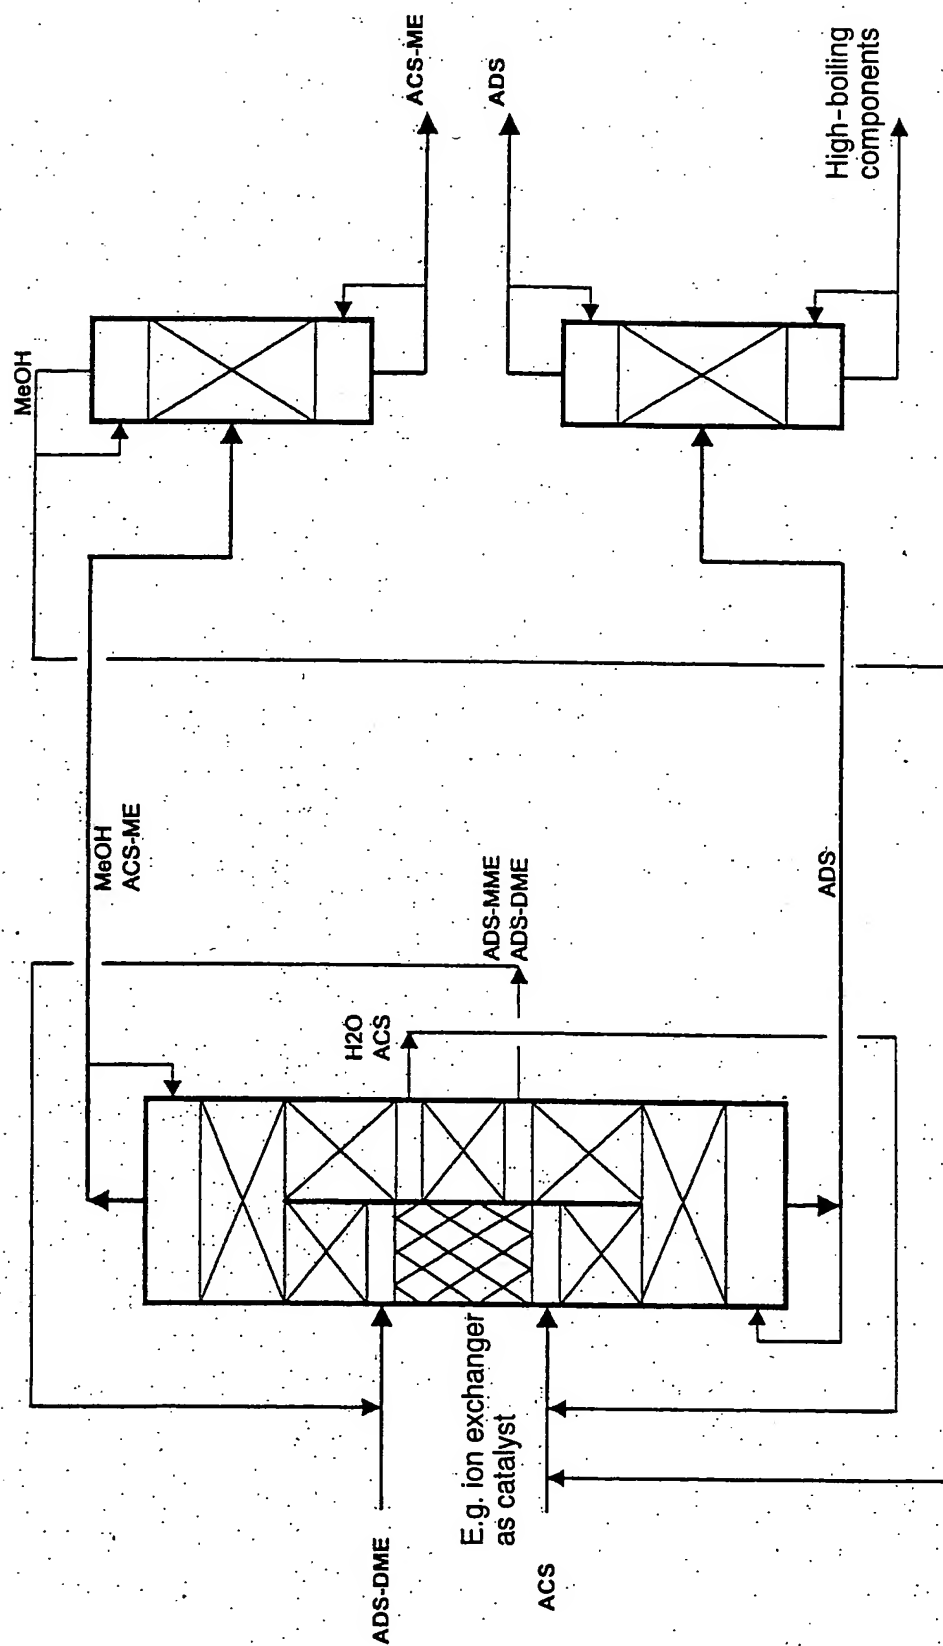 MeOH
ACS-ME
ADS
High-boiling
components
MeOH
ACS-ME
ADS-MME
ADS-DME
H2O
ACS
ADS
ADS-DME
E.g. ion exchanger
as catalyst
ACS